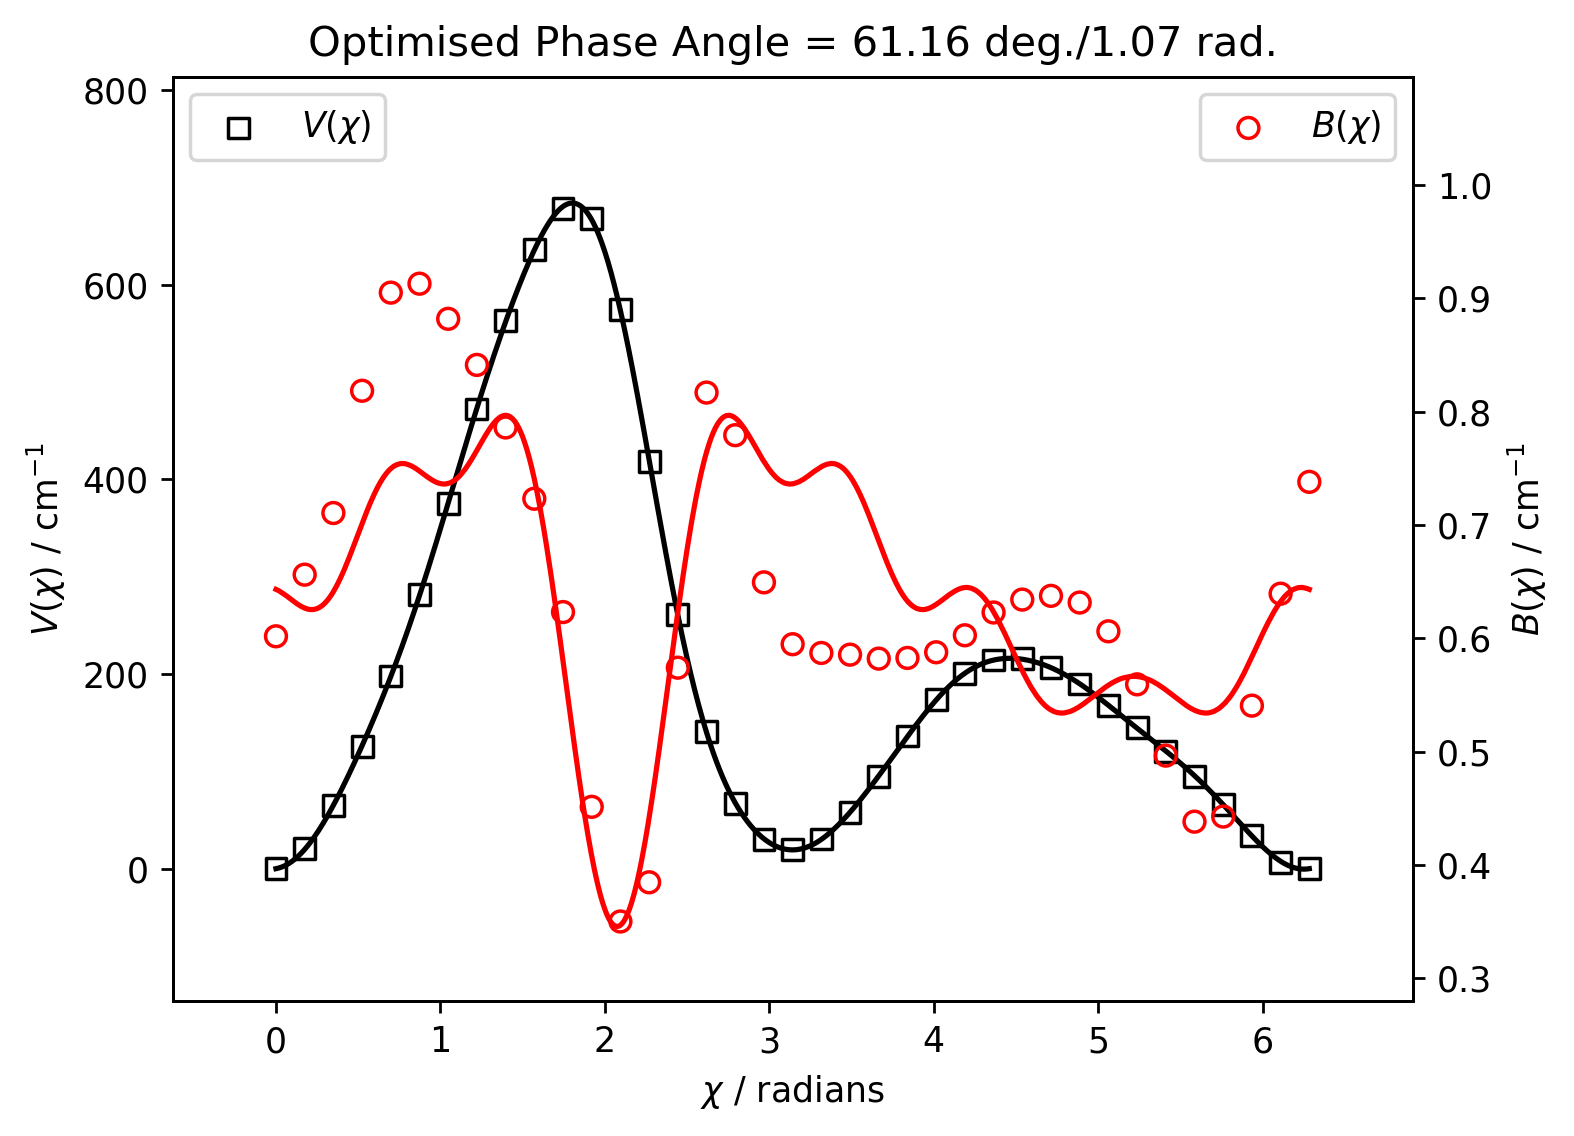 Optimised Phase Angle = 61.16 deg./1.07 rad.
V(χ)
B(χ)
800
600
400
200
0
V(χ) / cm⁻¹
1.0
0.9
0.8
0.7
0.6
0.5
0.4
0.3
B(χ) / cm⁻¹
0 1 2 3 4 5 6
χ / radians